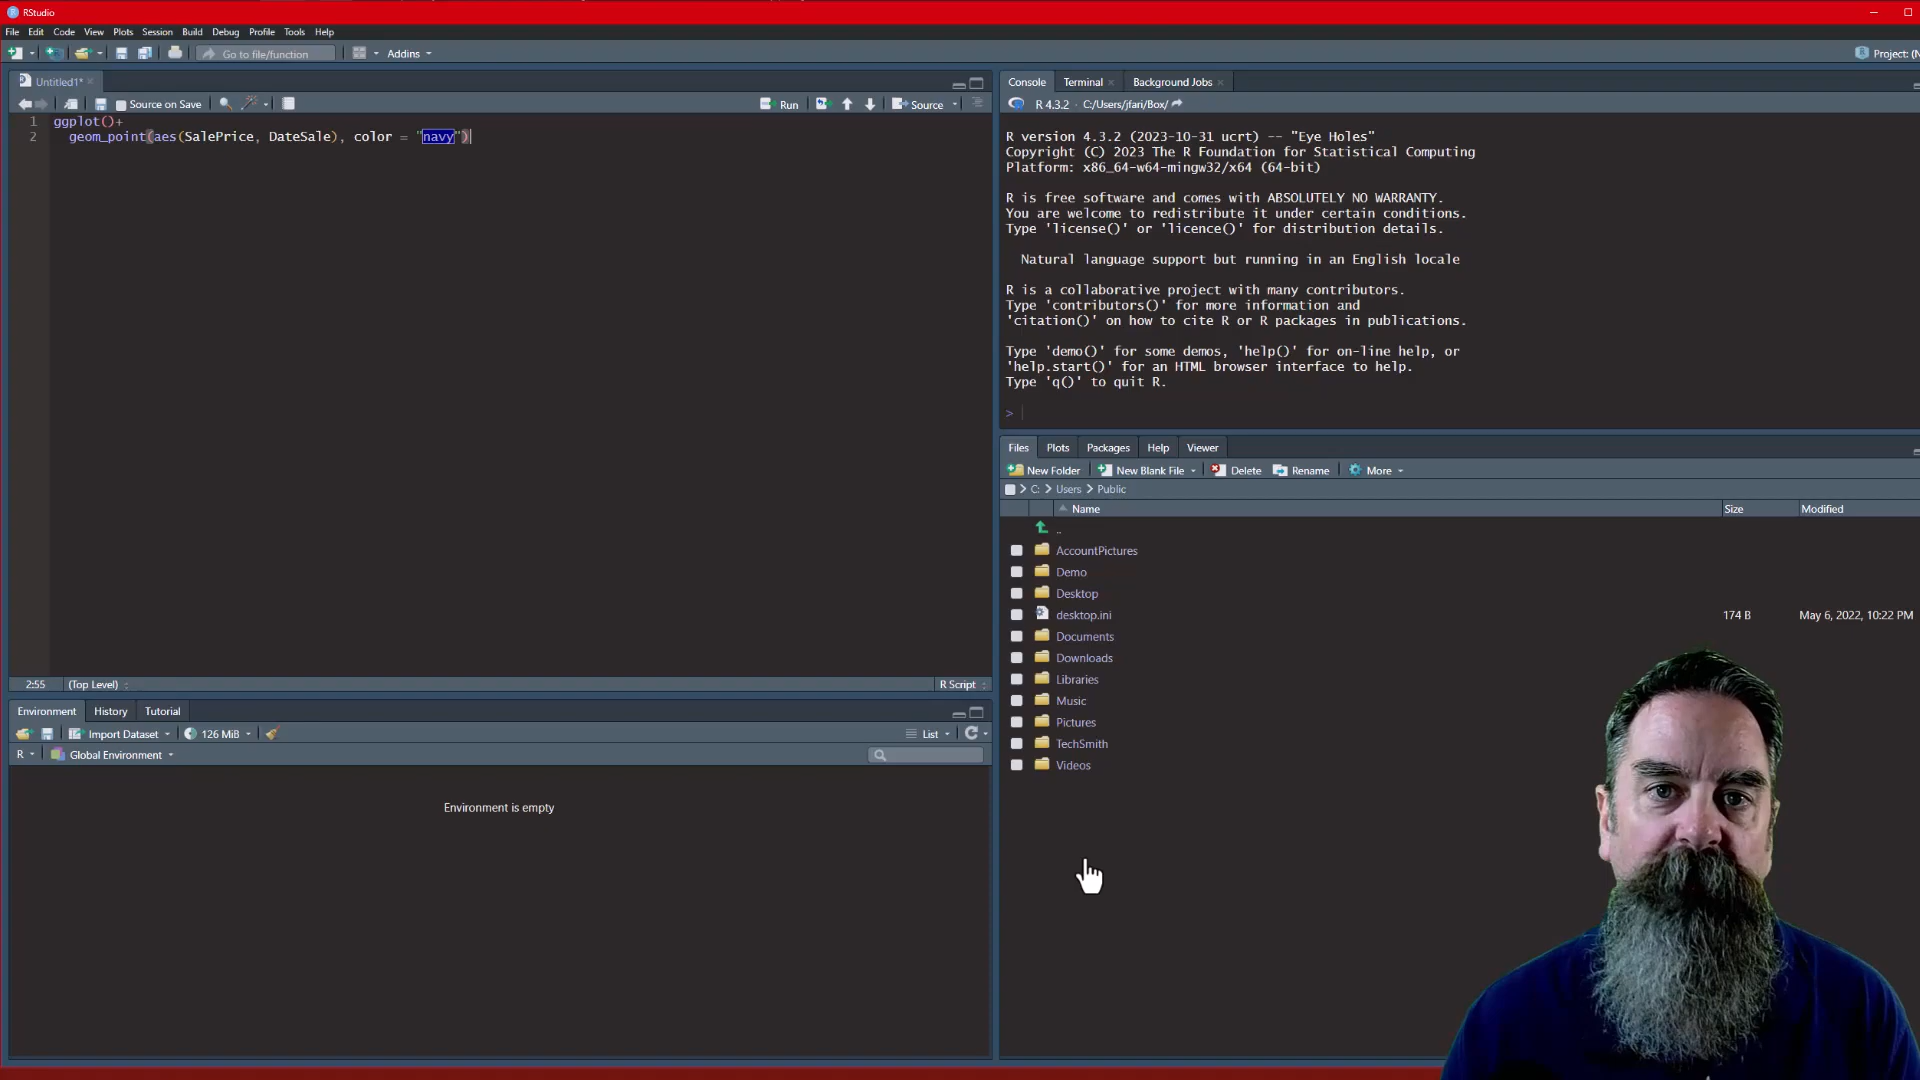 RStudio
File Edit Code View Plots Session Build Debug Profile Tools Help
Go to file/function Addins Project: (N
Untitled1*
Source on Save Run Source
1 ggplot()+
2 geom_point(aes(SalePrice, DateSale), color = "navy")
2:55 (Top Level) R Script
Environment History Tutorial
Import Dataset 126 MiB List
R Global Environment
Environment is empty
Console Terminal Background Jobs
R 4.3.2 · C:/Users/jfari/Box/
R version 4.3.2 (2023-10-31 ucrt) -- "Eye Holes"
Copyright (C) 2023 The R Foundation for Statistical Computing
Platform: x86_64-w64-mingw32/x64 (64-bit)
R is free software and comes with ABSOLUTELY NO WARRANTY.
You are welcome to redistribute it under certain conditions.
Type 'license()' or 'licence()' for distribution details.
Natural language support but running in an English locale
R is a collaborative project with many contributors.
Type 'contributors()' for more information and
'citation()' on how to cite R or R packages in publications.
Type 'demo()' for some demos, 'help()' for on-line help, or
'help.start()' for an HTML browser interface to help.
Type 'q()' to quit R.
>
Files Plots Packages Help Viewer
New Folder New Blank File Delete Rename More
C: Users Public
Name Size Modified
..
AccountPictures
Demo
Desktop
desktop.ini 174 B May 6, 2022, 10:22 PM
Documents
Downloads
Libraries
Music
Pictures
TechSmith
Videos